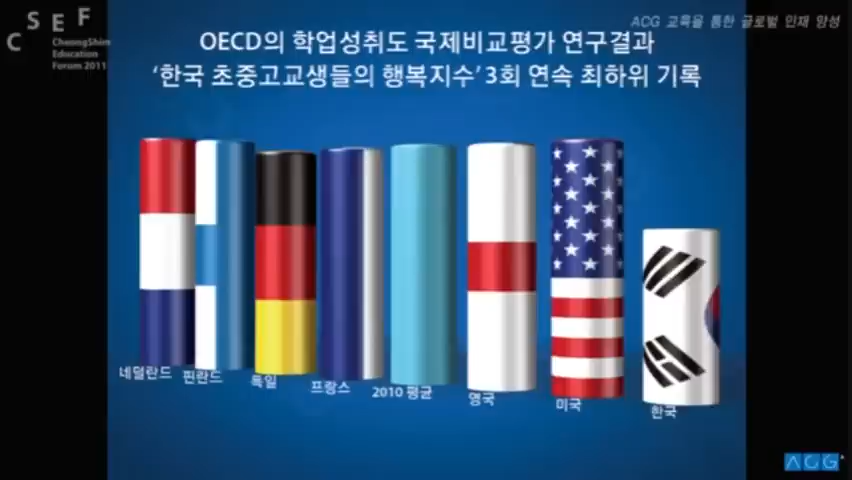 C S E F
CheongShim
Education
Forum 2011
ACG 교육을 통한 글로벌 인재 양성
OECD의 학업성취도 국제비교평가 연구결과
‘한국 초중고교생들의 행복지수’ 3회 연속 최하위 기록
네덜란드
핀란드
독일
프랑스
2010 평균
영국
미국
한국
ACG